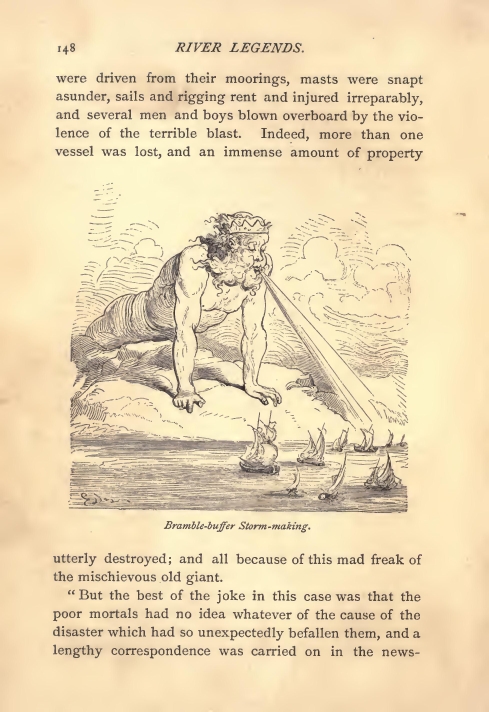 148
RIVER LEGENDS.
were driven from their moorings, masts were snapt
asunder, sails and rigging rent and injured irreparably,
and several men and boys blown overboard by the vio-
lence of the terrible blast. Indeed, more than one
vessel was lost, and an immense amount of property
Bramble-buffer Storm-making.
utterly destroyed; and all because of this mad freak of
the mischievous old giant.
"But the best of the joke in this case was that the
poor mortals had no idea whatever of the cause of the
disaster which had so unexpectedly befallen them, and a
lengthy correspondence was carried on in the news-